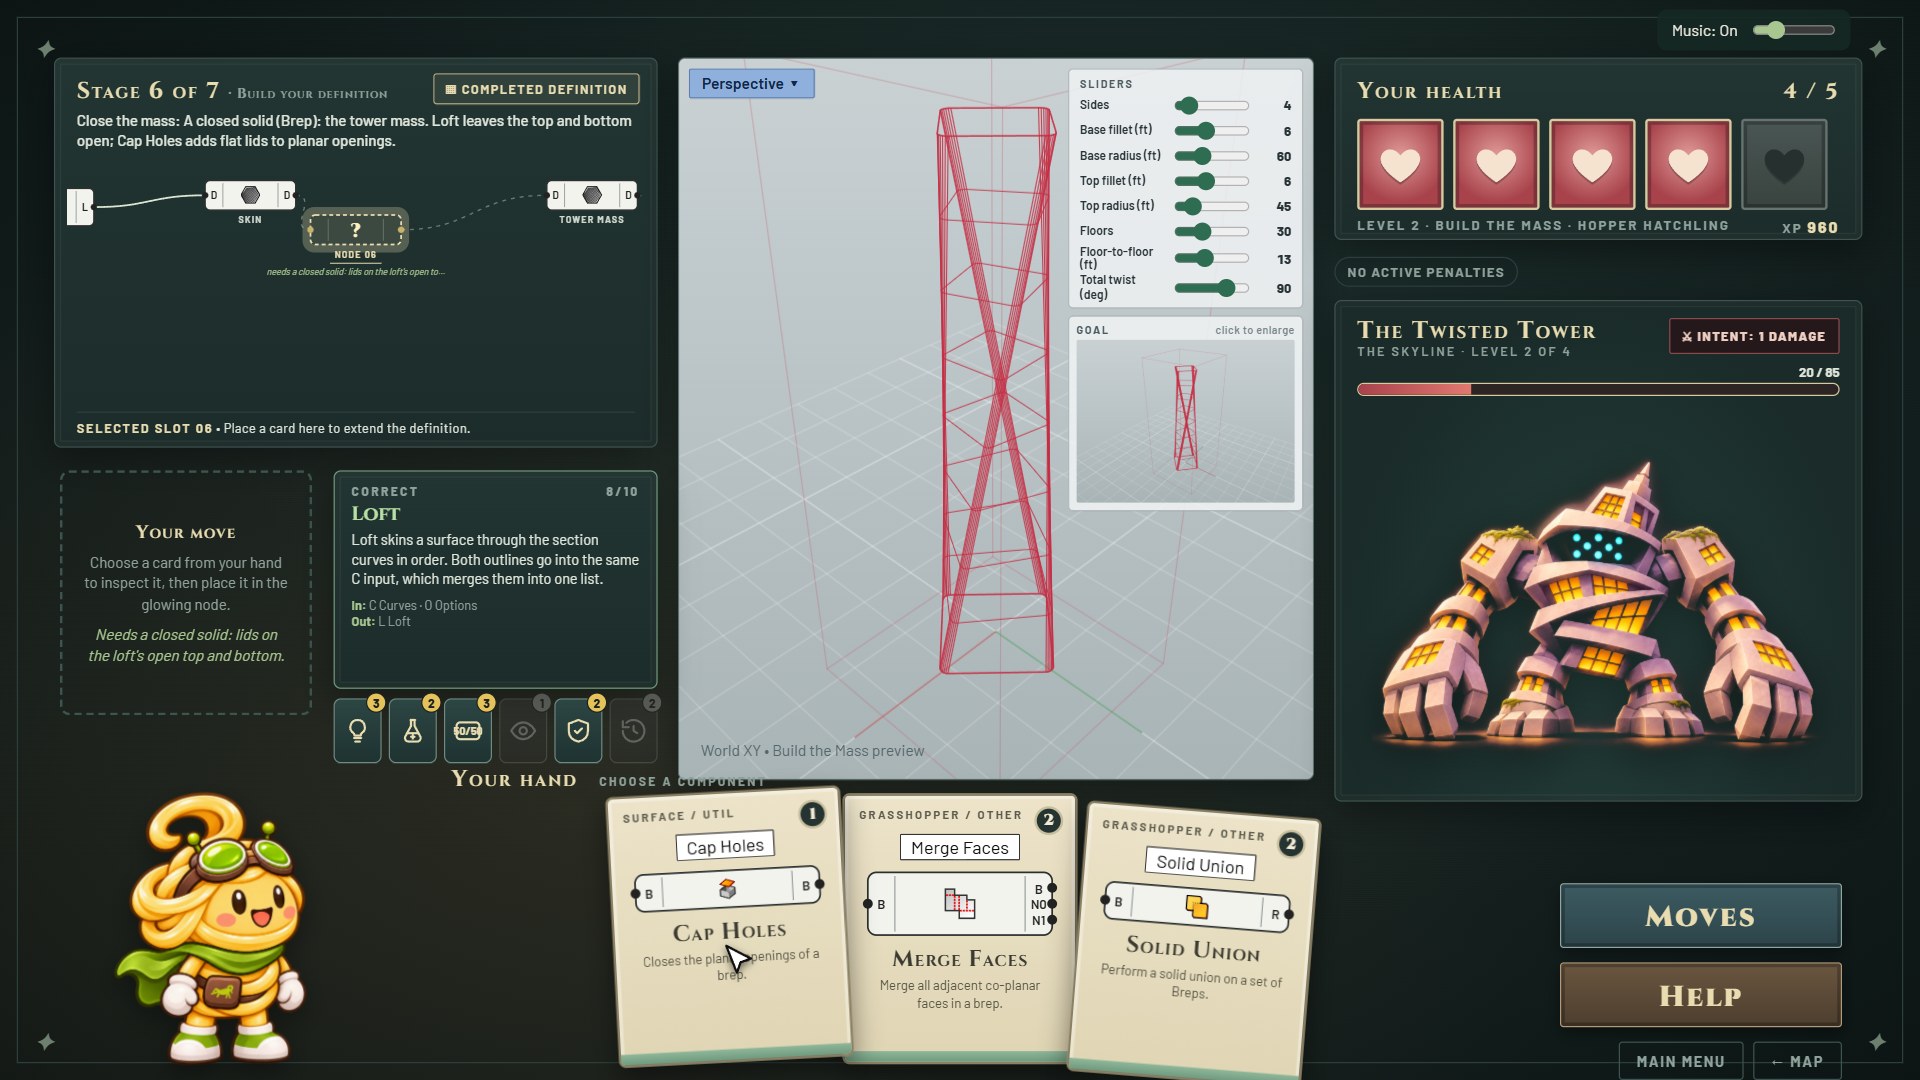 Music: On
STAGE 6 OF 7 · BUILD YOUR DEFINITION
COMPLETED DEFINITION
Close the mass: A closed solid (Brep): the tower mass. Loft leaves the top and bottom
open; Cap Holes adds flat lids to planar openings.
L
D D
SKIN
?
NODE 06
needs a closed solid: lids on the loft's open to...
D D
TOWER MASS
SELECTED SLOT 06 • Place a card here to extend the definition.
YOUR MOVE
Choose a card from your hand
to inspect it, then place it in the
glowing node.
Needs a closed solid: lids on
the loft's open top and bottom.
CORRECT 8/10
LOFT
Loft skins a surface through the section
curves in order. Both outlines go into the same
C input, which merges them into one list.
In: C Curves · O Options
Out: L Loft
3 2 3 1 2 2
50/50
Perspective ▼
SLIDERS
Sides 4
Base fillet (ft) 6
Base radius (ft) 60
Top fillet (ft) 6
Top radius (ft) 45
Floors 30
Floor-to-floor
(ft) 13
Total twist
(deg) 90
GOAL click to enlarge
World XY • Build the Mass preview
YOUR HEALTH 4 / 5
LEVEL 2 · BUILD THE MASS · HOPPER HATCHLING XP 960
NO ACTIVE PENALTIES
THE TWISTED TOWER
THE SKYLINE · LEVEL 2 OF 4
INTENT: 1 DAMAGE
20 / 85
YOUR HAND CHOOSE A COMPONENT
SURFACE / UTIL 1
Cap Holes
B B
CAP HOLES
Closes the planar openings of a
brep.
GRASSHOPPER / OTHER 2
Merge Faces
B B
N0
N1
MERGE FACES
Merge all adjacent co-planar
faces in a brep.
GRASSHOPPER / OTHER 2
Solid Union
B R
SOLID UNION
Perform a solid union on a set of
Breps.
MOVES
HELP
MAIN MENU
← MAP